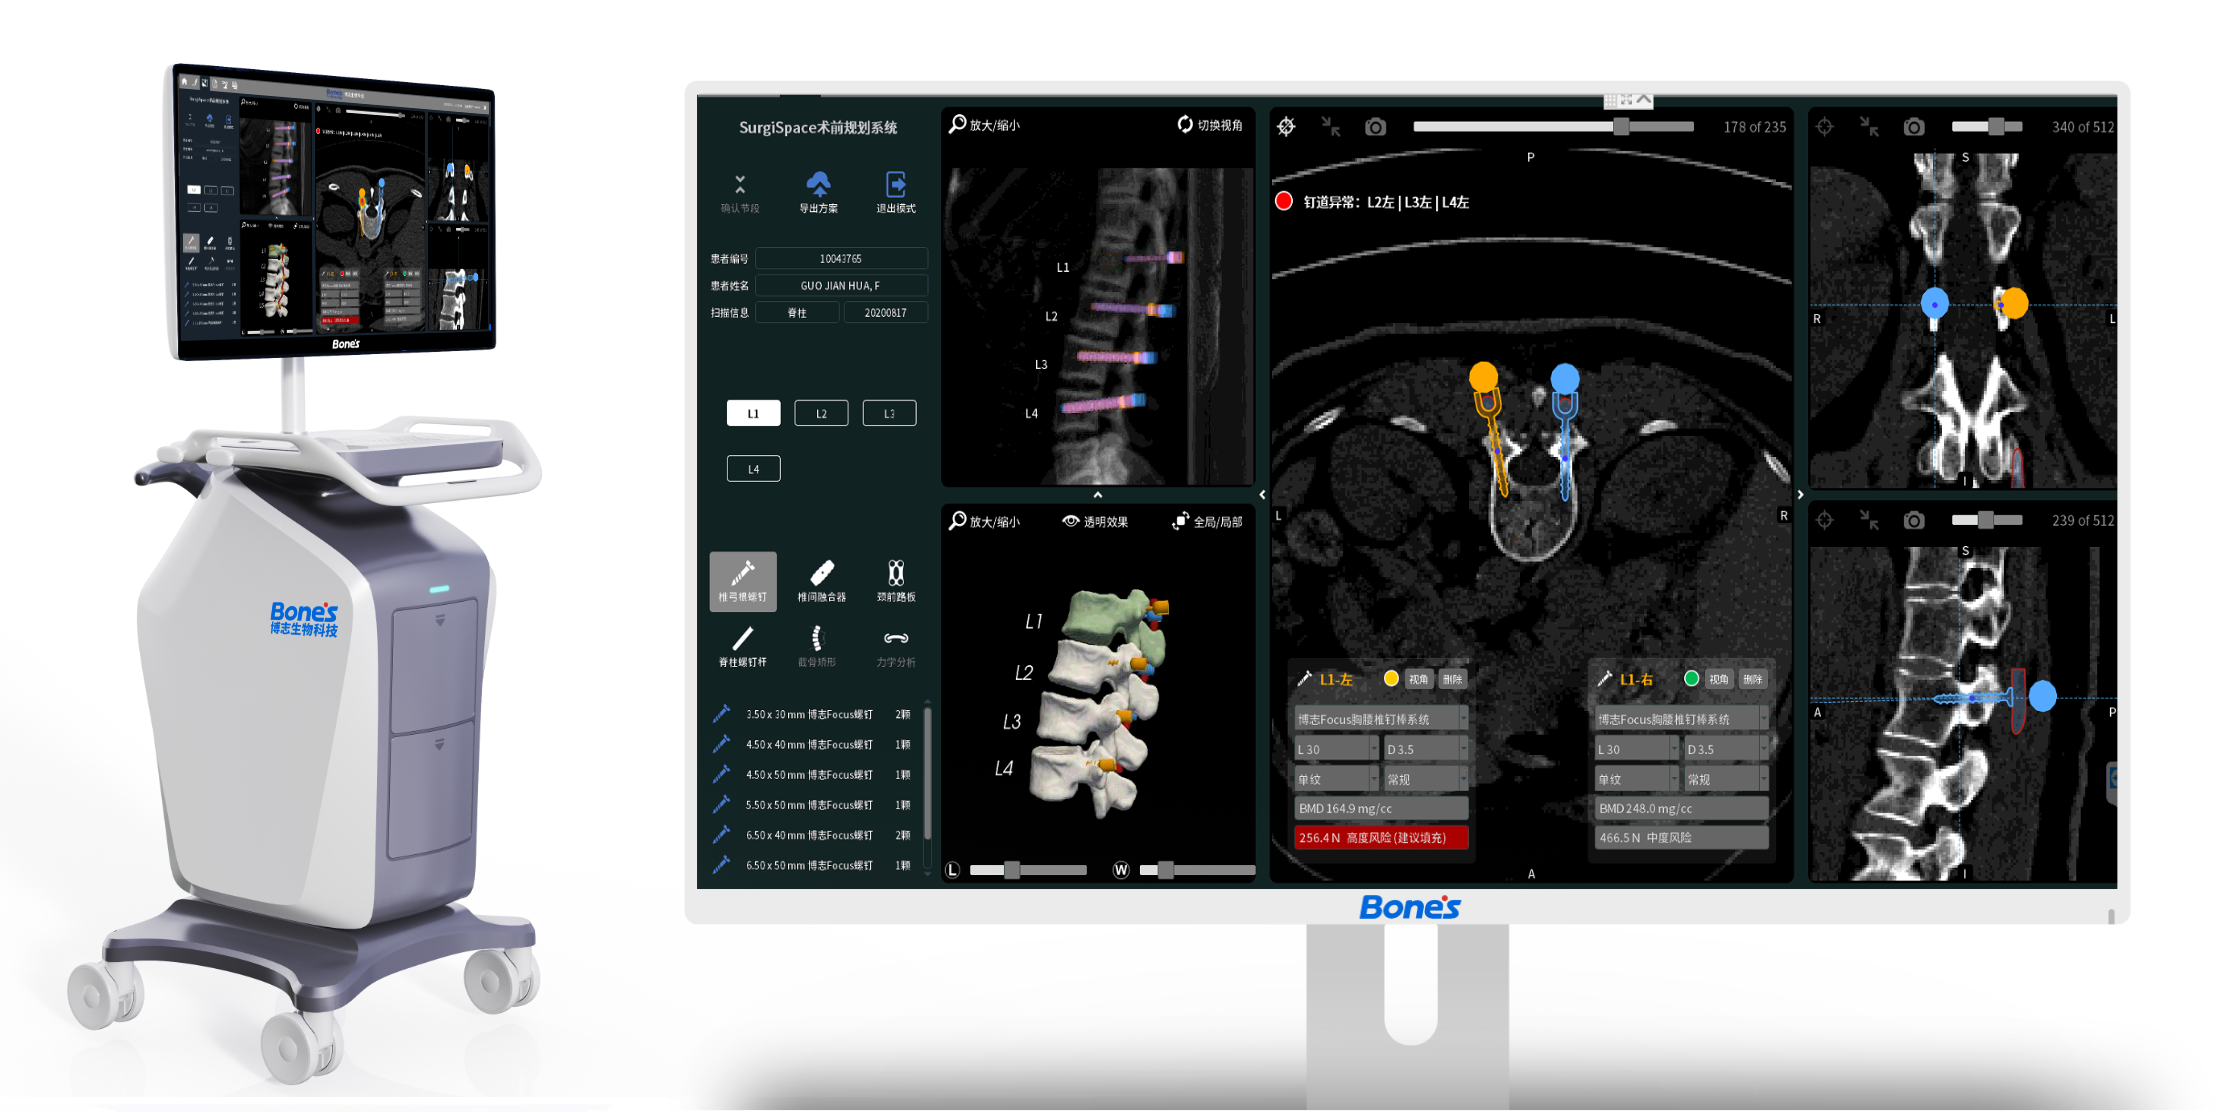 Bone's
Bone's
博志生物科技
SurgiSpace术前规划系统
确认节段
导出方案
退出模式
患者编号
10043765
患者姓名
GUO JIAN HUA, F
扫描信息
脊柱
20200817
L1
L2
L3
L4
椎弓根螺钉
椎间融合器
颈前路板
脊柱螺钉杆
截骨矫形
力学分析
3.50 x 30 mm 博志Focus螺钉 2颗
4.50 x 40 mm 博志Focus螺钉 1颗
4.50 x 50 mm 博志Focus螺钉 1颗
5.50 x 50 mm 博志Focus螺钉 1颗
6.50 x 40 mm 博志Focus螺钉 2颗
6.50 x 50 mm 博志Focus螺钉 1颗
放大/缩小
切换视角
L1
L2
L3
L4
放大/缩小
透明效果
全局/局部
L1
L2
L3
L4
L
W
178 of 235
P
钉道异常：L2左 | L3左 | L4左
L
R
L1-左
视角
删除
博志Focus胸腰椎钉棒系统
L 30
D 3.5
单纹
常规
BMD 164.9 mg/cc
256.4 N 高度风险 (建议填充)
L1-右
视角
删除
博志Focus胸腰椎钉棒系统
L 30
D 3.5
单纹
常规
BMD 248.0 mg/cc
466.5 N 中度风险
A
340 of 512
S
R
L
I
239 of 512
S
A
P
I
Bone's